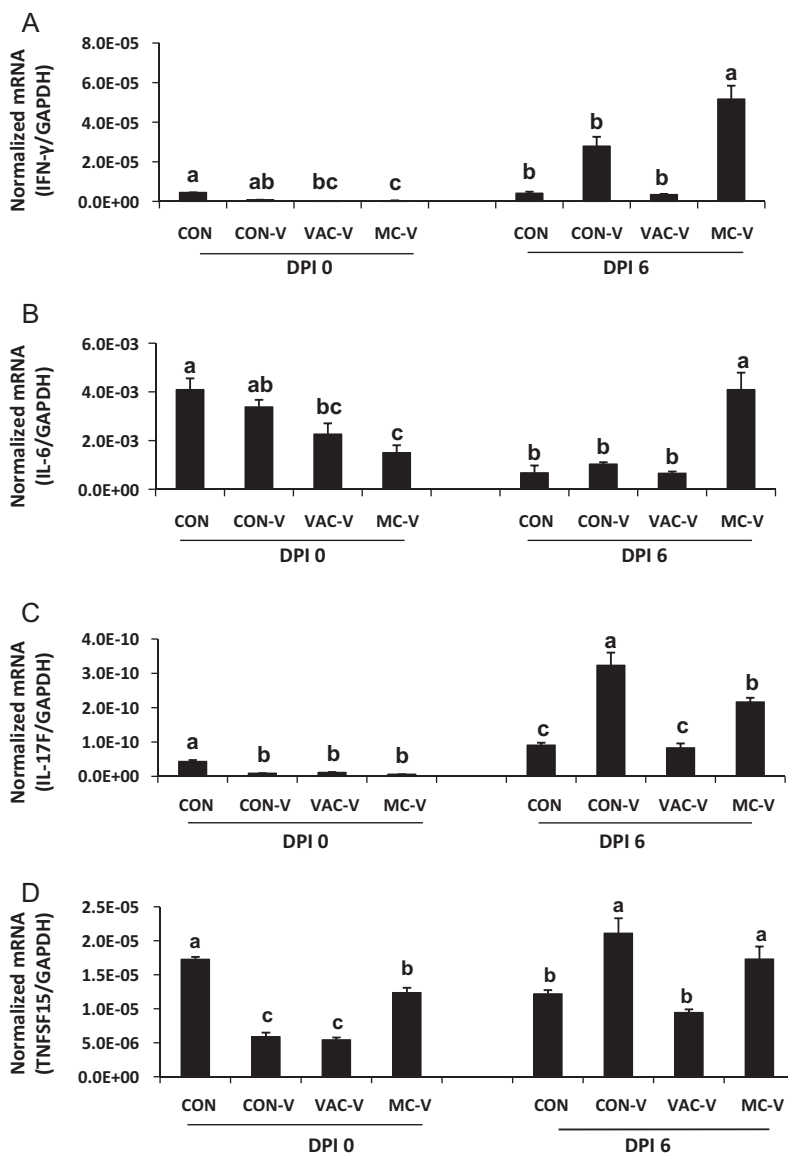 A
Normalized mRNA
(IFN-γ/GAPDH)
8.0E-05
6.0E-05
4.0E-05
2.0E-05
0.0E+00
a
ab
bc
c
b
b
b
a
CON
CON-V
VAC-V
MC-V
CON
CON-V
VAC-V
MC-V
DPI 0
DPI 6
B
Normalized mRNA
(IL-6/GAPDH)
6.0E-03
4.0E-03
2.0E-03
0.0E+00
a
ab
bc
c
b
b
b
a
CON
CON-V
VAC-V
MC-V
CON
CON-V
VAC-V
MC-V
DPI 0
DPI 6
C
Normalized mRNA
(IL-17F/GAPDH)
4.0E-10
3.0E-10
2.0E-10
1.0E-10
0.0E+00
a
b
b
b
c
a
c
b
CON
CON-V
VAC-V
MC-V
CON
CON-V
VAC-V
MC-V
DPI 0
DPI 6
D
Normalized mRNA
(TNFSF15/GAPDH)
2.5E-05
2.0E-05
1.5E-05
1.0E-05
5.0E-06
0.0E+00
a
c
c
b
b
a
b
a
CON
CON-V
VAC-V
MC-V
CON
CON-V
VAC-V
MC-V
DPI 0
DPI 6